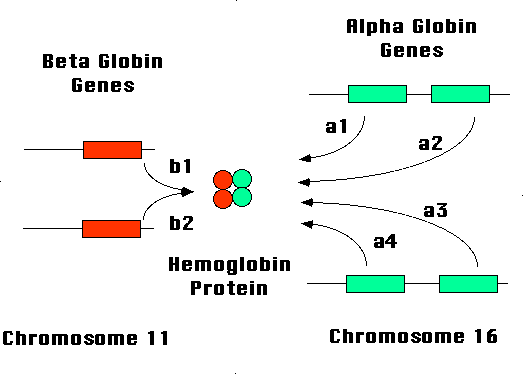 Alpha Globin
Genes
Beta Globin
Genes
a1
a2
b1
b2
a3
a4
Hemoglobin
Protein
Chromosome 11
Chromosome 16